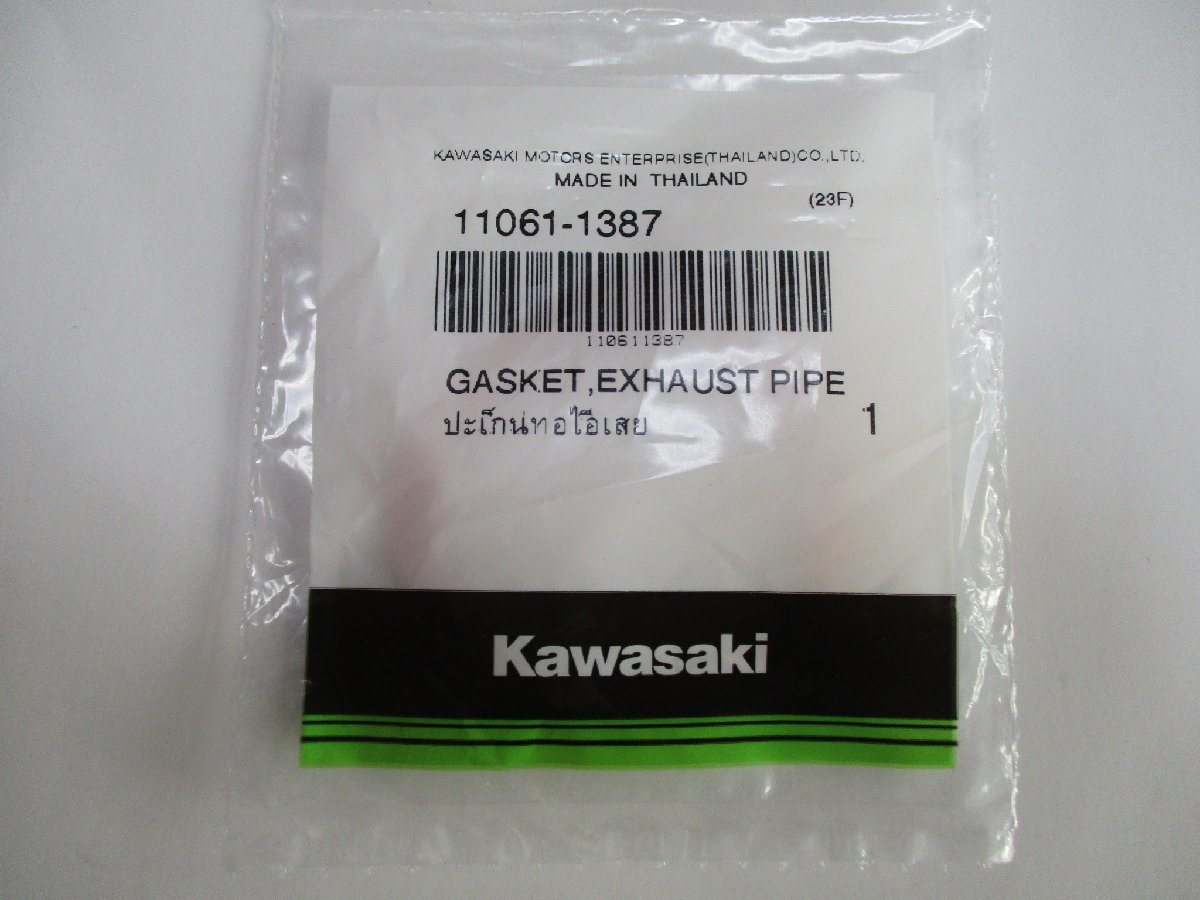 KAWASAKI MOTORS ENTERPRISE(THAILAND)CO.,LTD.
MADE IN THAILAND
(23F)
11061-1387
110611387
GASKET,EXHAUST PIPE
ปะเก็นท่อไอเสีย
1
Kawasaki